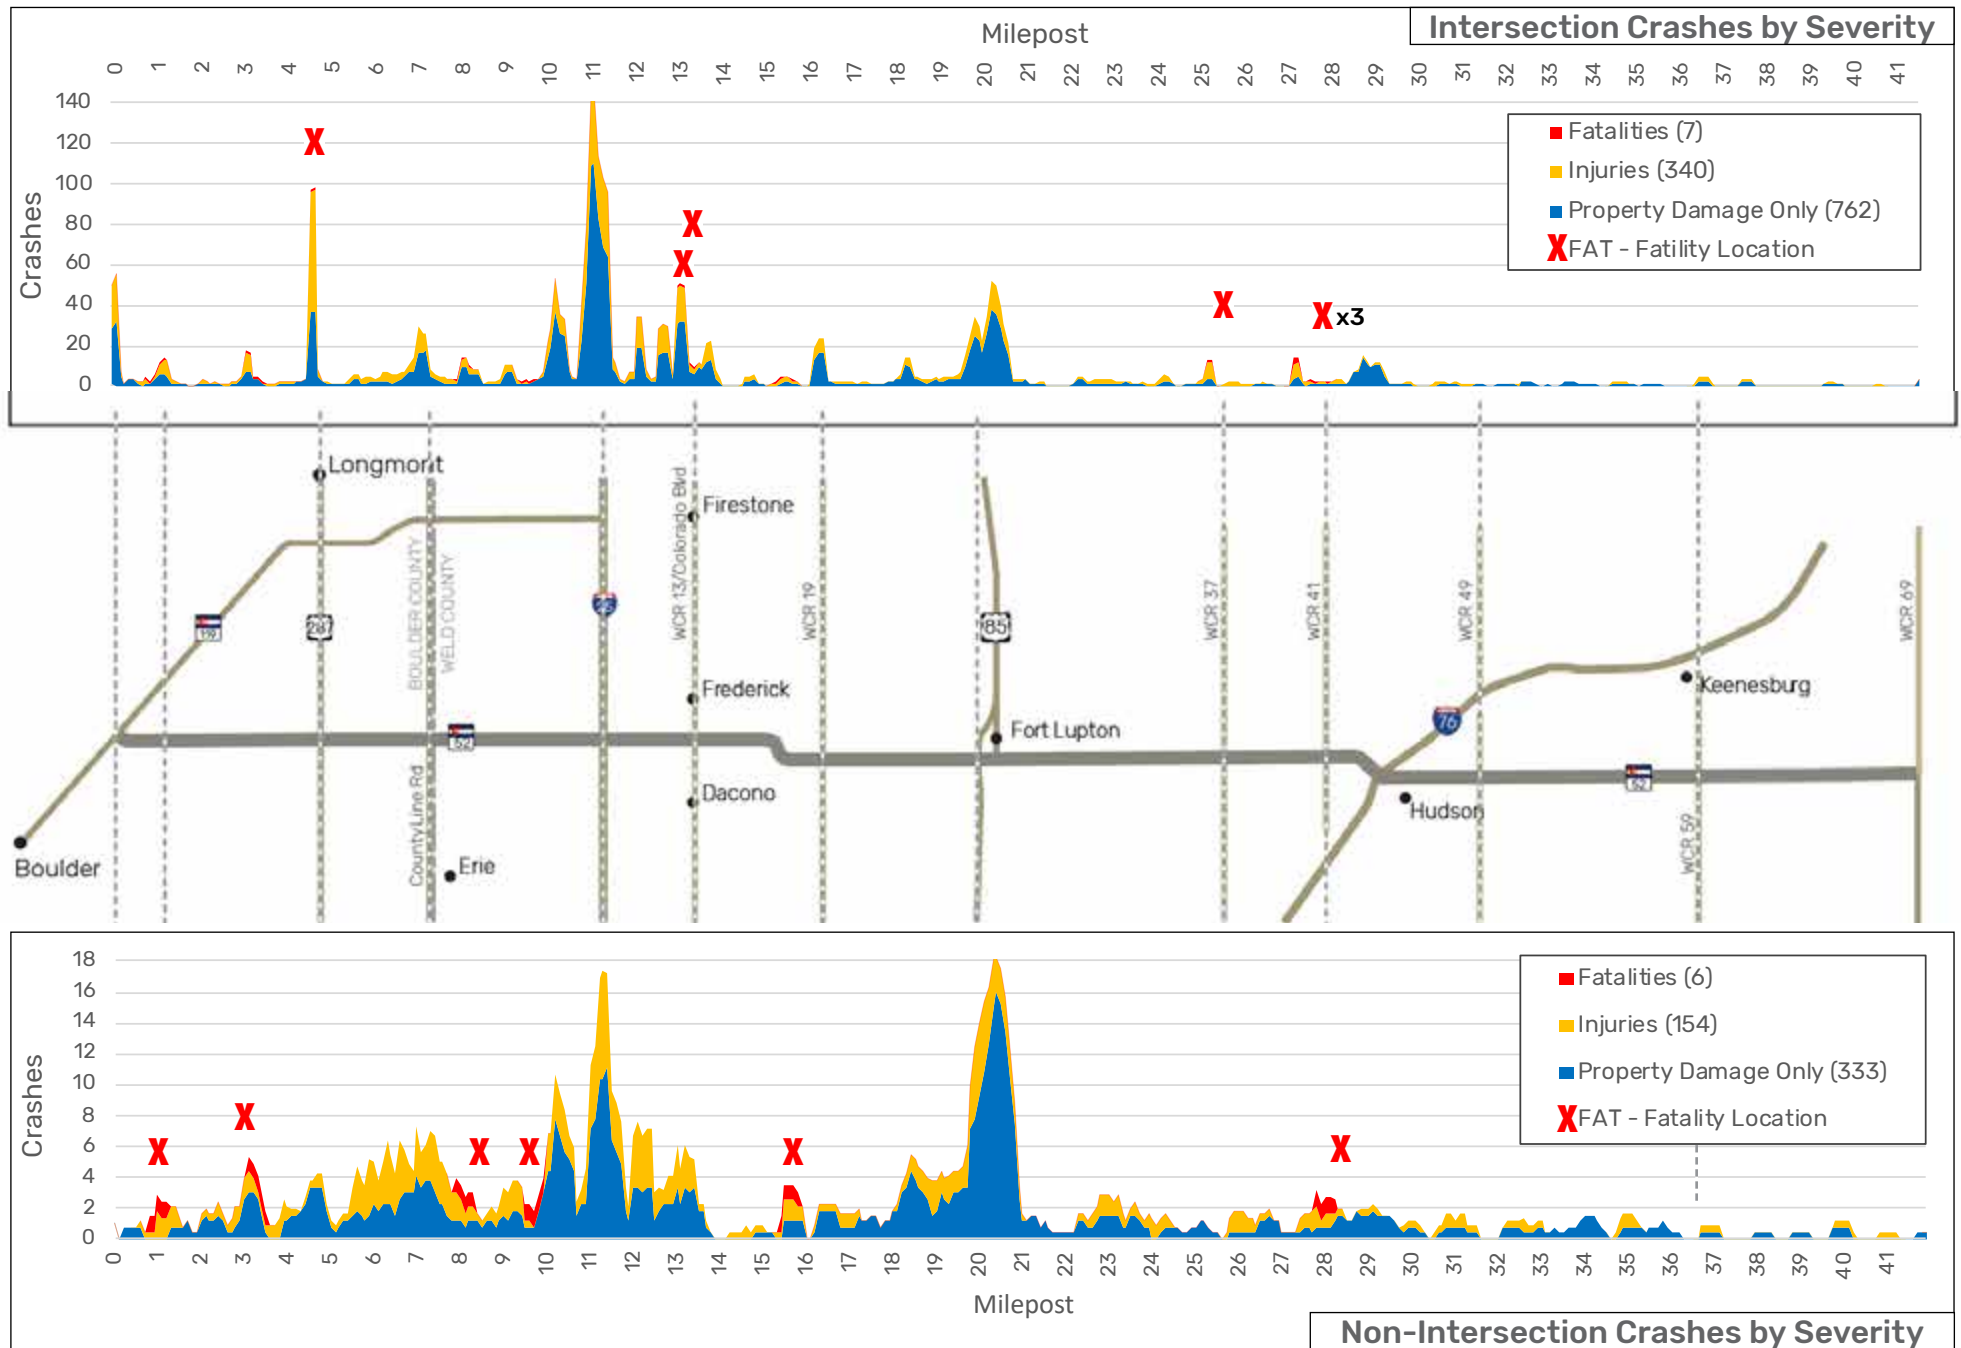 Intersection Crashes by Severity
Milepost
0 1 2 3 4 5 6 7 8 9 10 11 12 13 14 15 16 17 18 19 20 21 22 23 24 25 26 27 28 29 30 31 31 33 34 35 36 37 38 39 40 41
Crashes
140
120
100
80
60
40
20
0
Fatalities (7)
Injuries (340)
Property Damage Only (762)
X FAT - Fatility Location
x3
Longmont
Firestone
Frederick
Dacono
Erie
Boulder
Fort Lupton
Hudson
Keenesburg
119
287
BOULDER COUNTY
WELD COUNTY
County Line Rd
52
25
WCR 13/Colorado Blvd
WCR 19
85
WCR 37
WCR 41
WCR 49
76
52
WCR 59
WCR 69
Crashes
18
16
14
12
10
8
6
4
2
0
Fatalities (6)
Injuries (154)
Property Damage Only (333)
X FAT - Fatality Location
0 1 2 3 4 5 6 7 8 9 10 11 12 13 14 15 16 17 18 19 20 21 22 23 24 25 26 27 28 29 30 31 32 33 34 35 36 37 38 39 40 41
Milepost
Non-Intersection Crashes by Severity